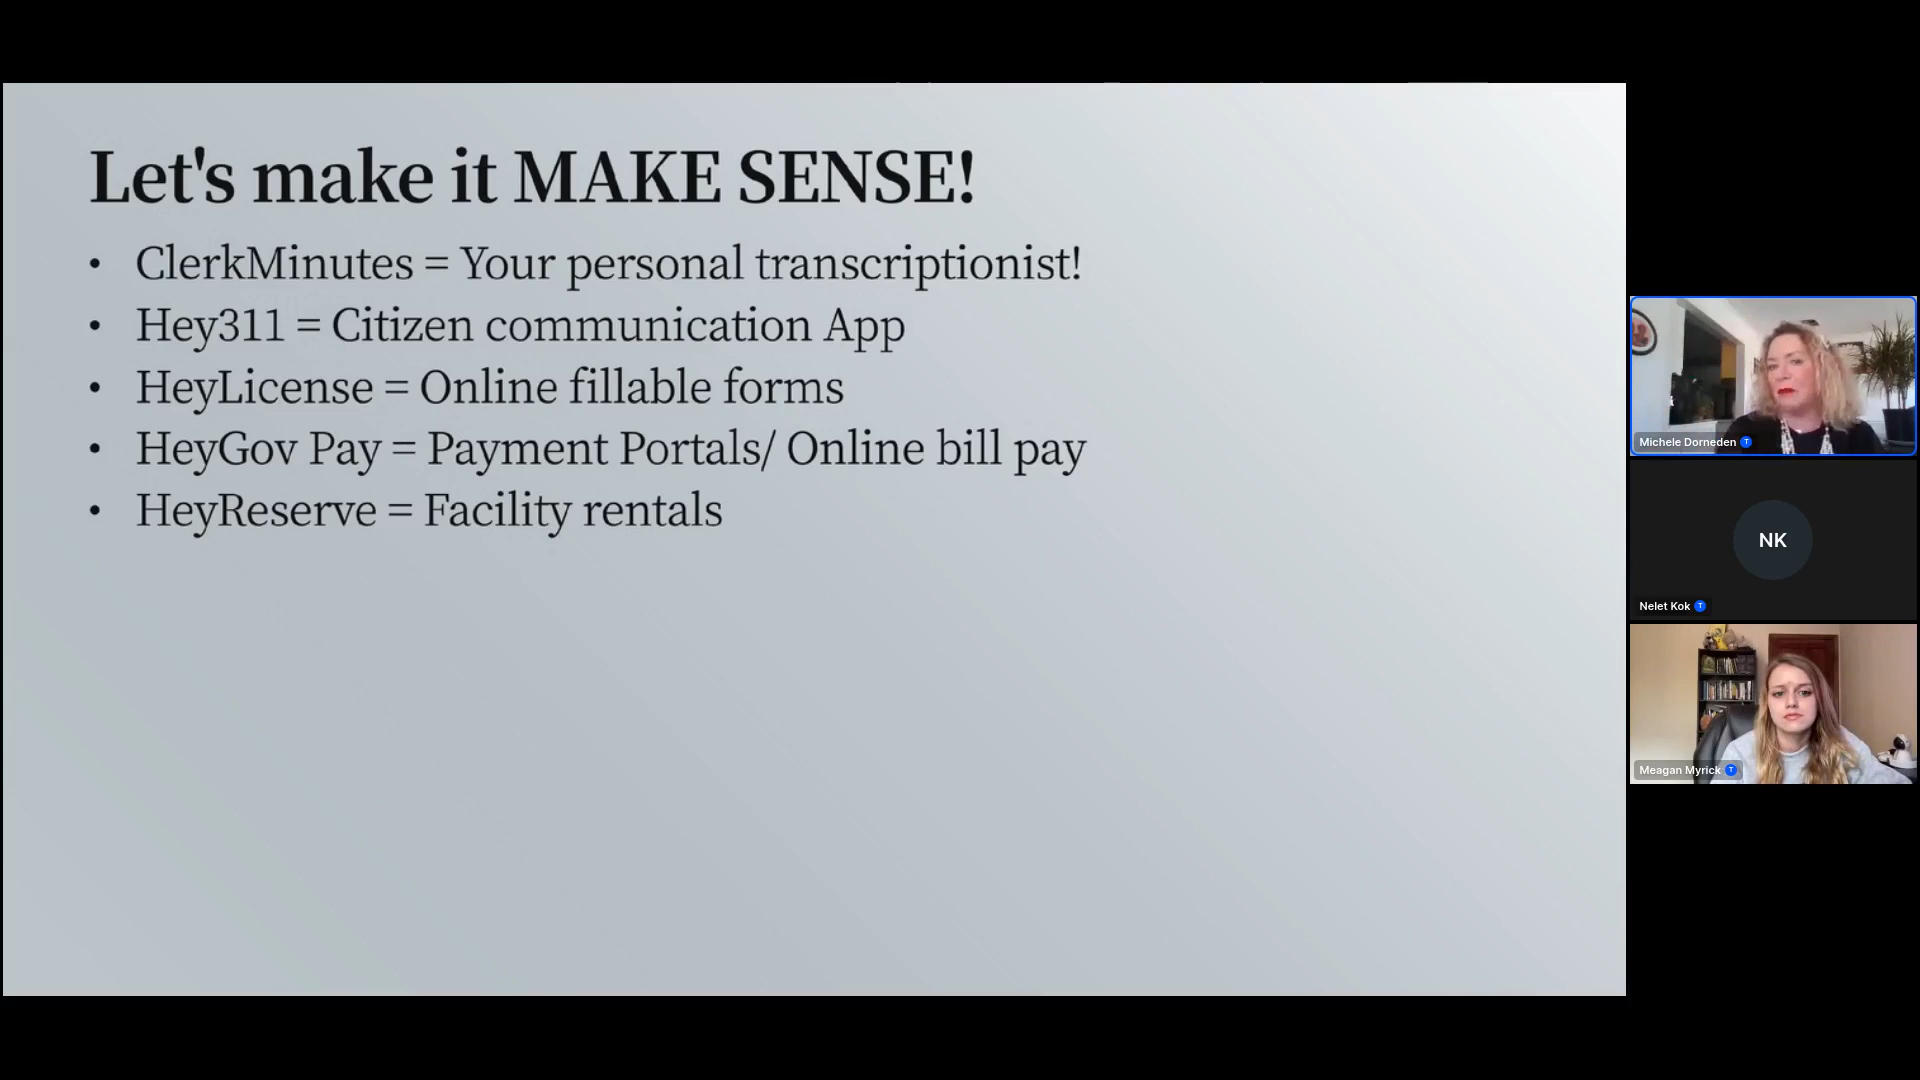 Let's make it MAKE SENSE!
• ClerkMinutes = Your personal transcriptionist!
• Hey311 = Citizen communication App
• HeyLicense = Online fillable forms
• HeyGov Pay = Payment Portals/ Online bill pay
• HeyReserve = Facility rentals
Michele Dorneden T
NK
Nelet Kok T
Meagan Myrick T